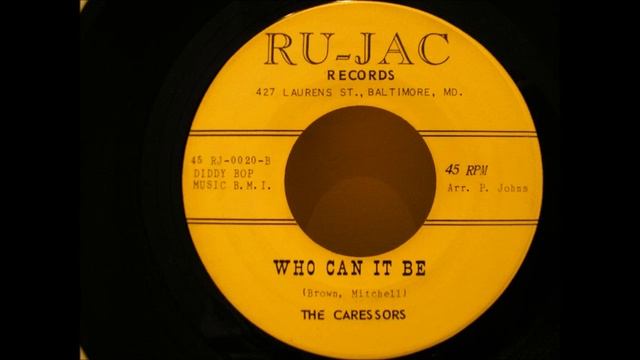 RU-JAC
RECORDS
427 LAURENS ST., BALTIMORE, MD.
45 RJ-0020-B
DIDDY BOP
MUSIC B.M.I.
45 RPM
Arr. P. Johns
WHO CAN IT BE
(Brown, Mitchell)
THE CARESSORS